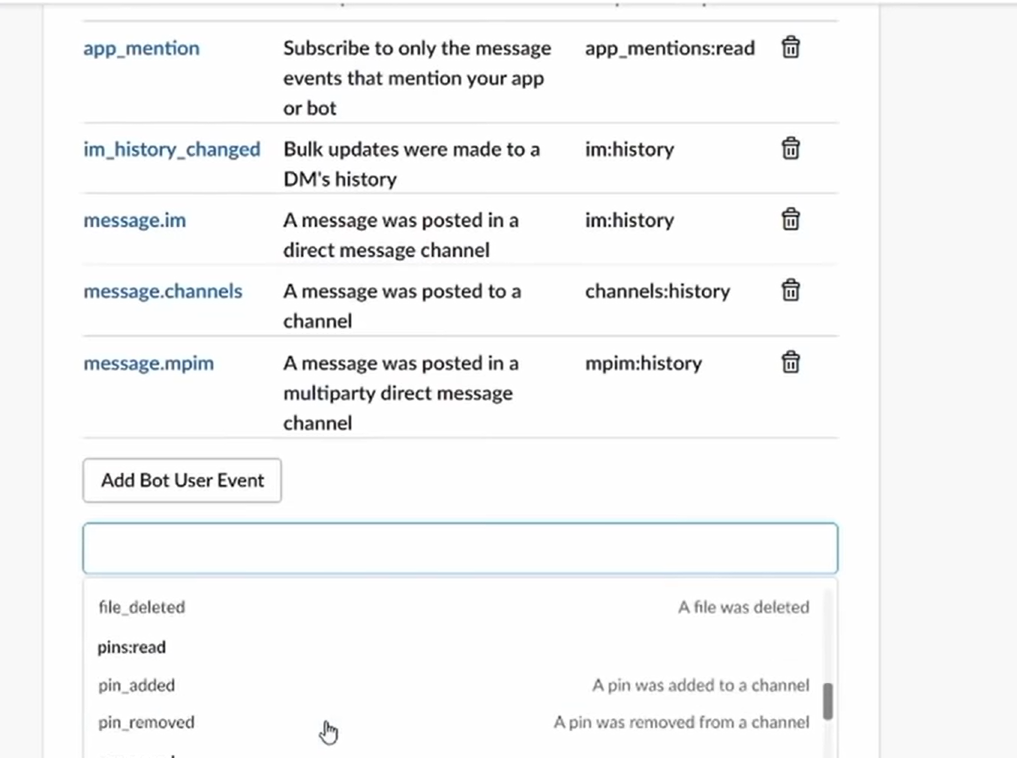 app_mention Subscribe to only the message app_mentions:read
events that mention your app
or bot
im_history_changed Bulk updates were made to a im:history
DM's history
message.im A message was posted in a im:history
direct message channel
message.channels A message was posted to a channels:history
channel
message.mpim A message was posted in a mpim:history
multiparty direct message
channel
Add Bot User Event
file_deleted A file was deleted
pins:read
pin_added A pin was added to a channel
pin_removed A pin was removed from a channel